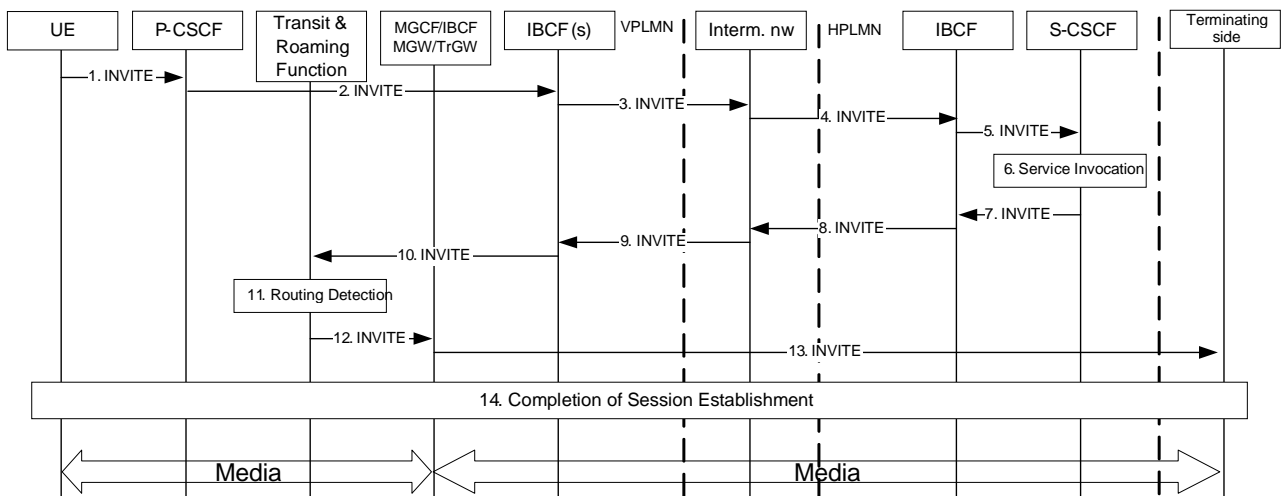 UE
P-CSCF
Transit &
Roaming
Function
MGCF/IBCF
MGW/TrGW
IBCF (s)
VPLMN
Interm. nw
HPLMN
IBCF
S-CSCF
Terminating
side
1. INVITE
2. INVITE
3. INVITE
4. INVITE
5. INVITE
6. Service Invocation
7. INVITE
8. INVITE
9. INVITE
10. INVITE
11. Routing Detection
12. INVITE
13. INVITE
14. Completion of Session Establishment
Media
Media